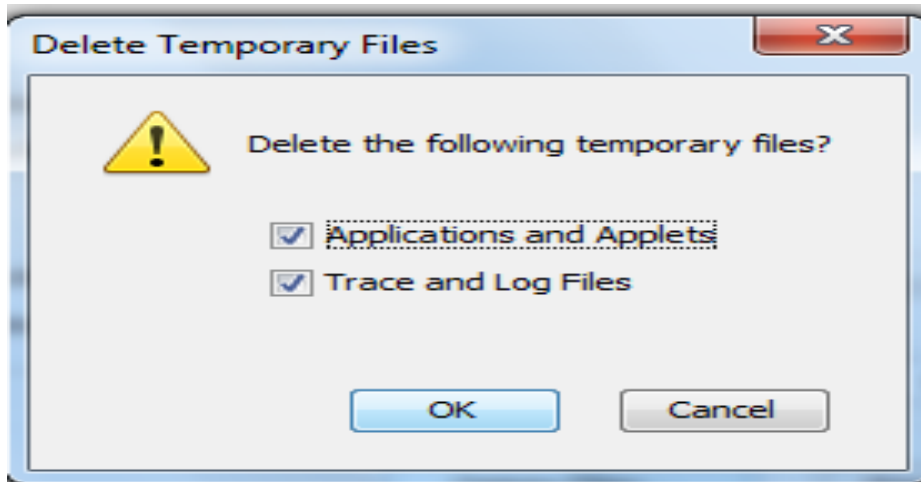 Delete Temporary Files
Delete the following temporary files?
Applications and Applets
Trace and Log Files
OK Cancel